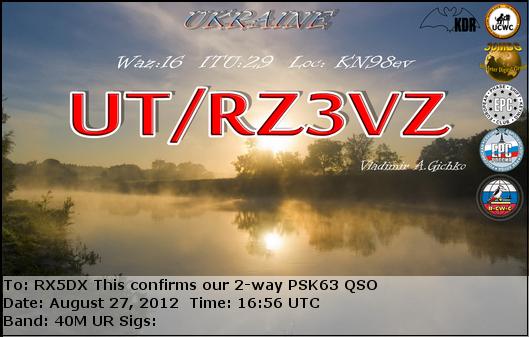 UKRAINE
KDR
UCWC
Waz:16 ITU:29 Loc: KN98ev
UT/RZ3VZ
EPC
Vladimir A.Gichko
R-CW-C
To: RX5DX This confirms our 2-way PSK63 QSO
Date: August 27, 2012 Time: 16:56 UTC
Band: 40M UR Sigs: